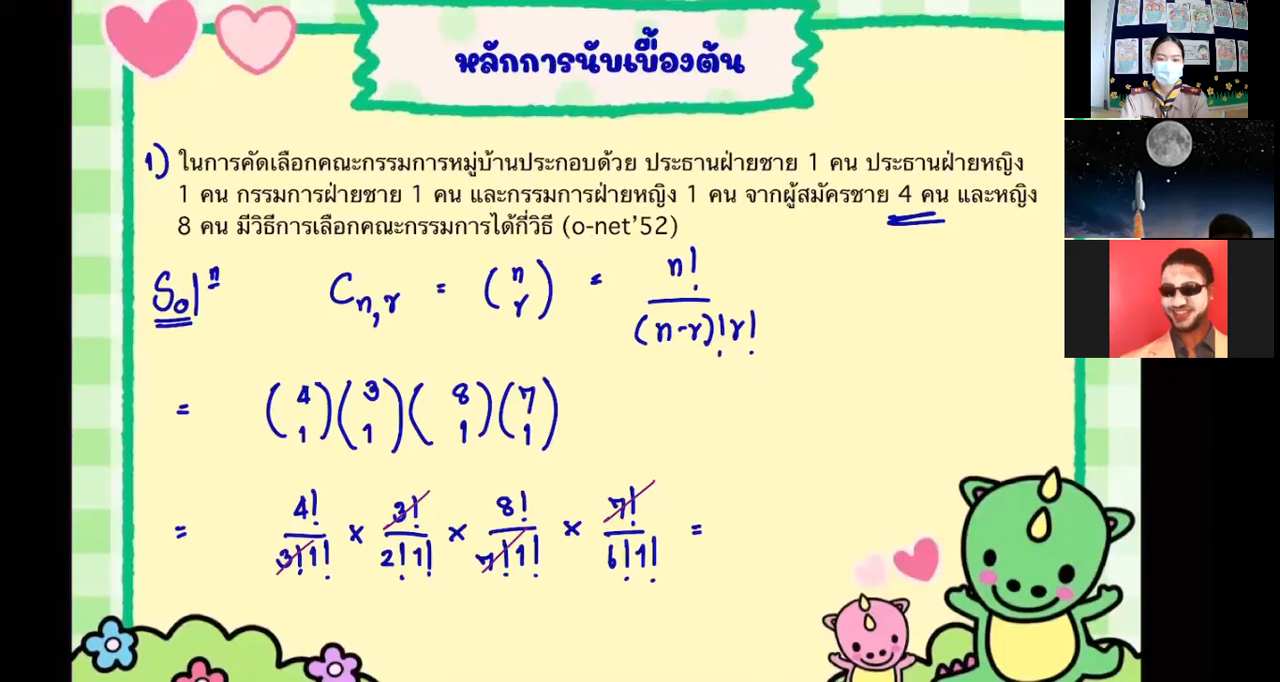 หลักการนับเบื้องต้น
1) ในการคัดเลือกคณะกรรมการหมู่บ้านประกอบด้วย ประธานฝ่ายชาย 1 คน ประธานฝ่ายหญิง
1 คน กรรมการฝ่ายชาย 1 คน และกรรมการฝ่ายหญิง 1 คน จากผู้สมัครชาย 4 คน และหญิง
8 คน มีวิธีการเลือกคณะกรรมการได้กี่วิธี (o-net'52)
Solⁿ C n,r = (n r) = n! / (n-r)!r!
= (4 1)(3 1)(8 1)(7 1)
= 4!/3!1! × 3!/2!1! × 8!/7!1! × 7!/6!1! =